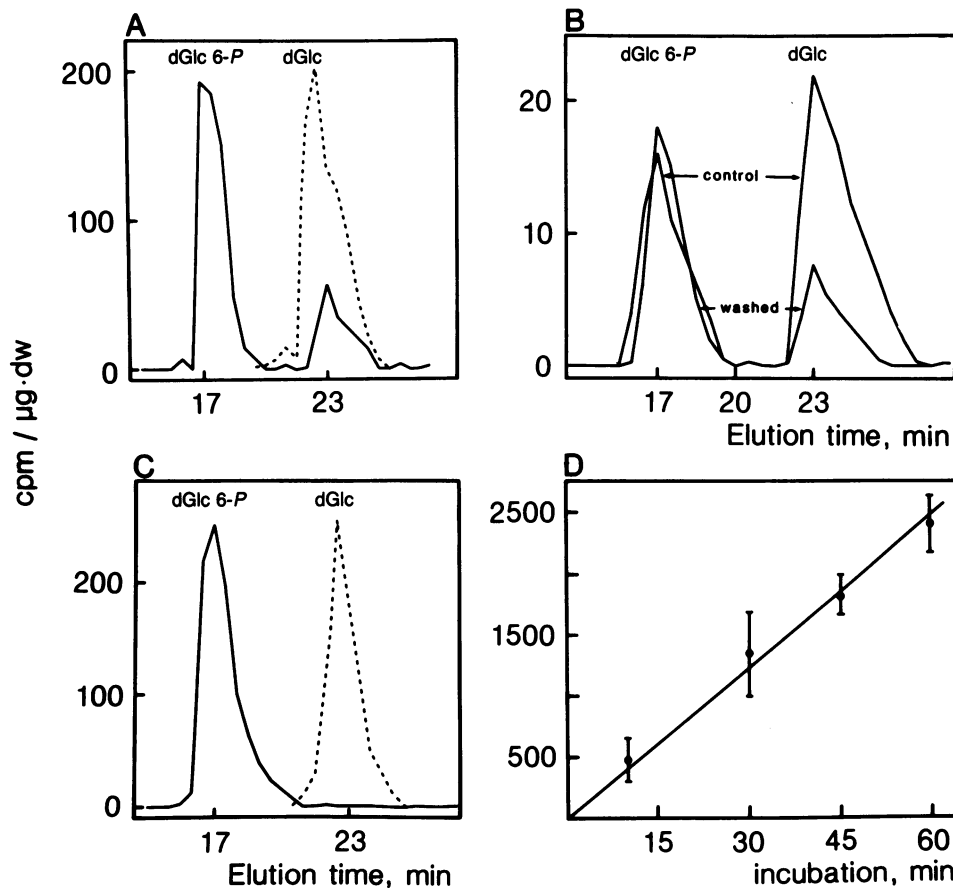 A
dGlc 6-P
dGlc
200
100
0
17
23
B
dGlc 6-P
dGlc
20
10
0
control
washed
17
20
23
Elution time, min
cpm / µg·dw
C
dGlc 6-P
dGlc
200
100
0
17
23
Elution time, min
D
2500
1500
500
15
30
45
60
incubation, min